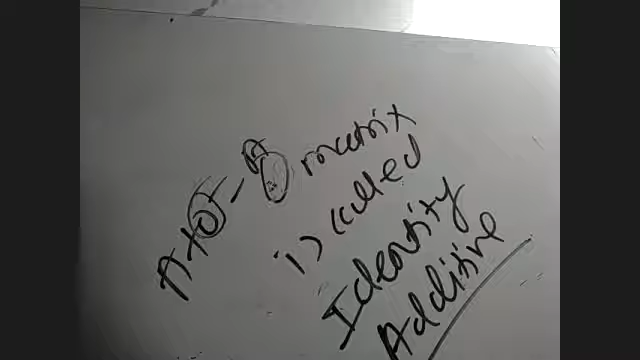 A+O = A
O matrix
is called
Identity
Additive